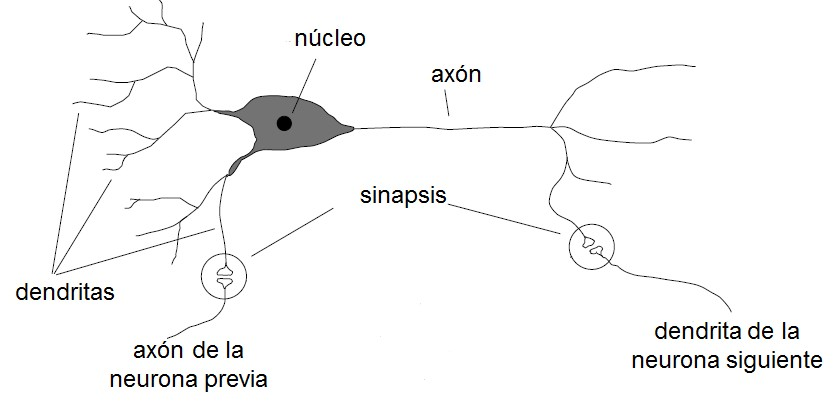 núcleo
axón
sinapsis
dendritas
axón de la
neurona previa
dendrita de la
neurona siguiente